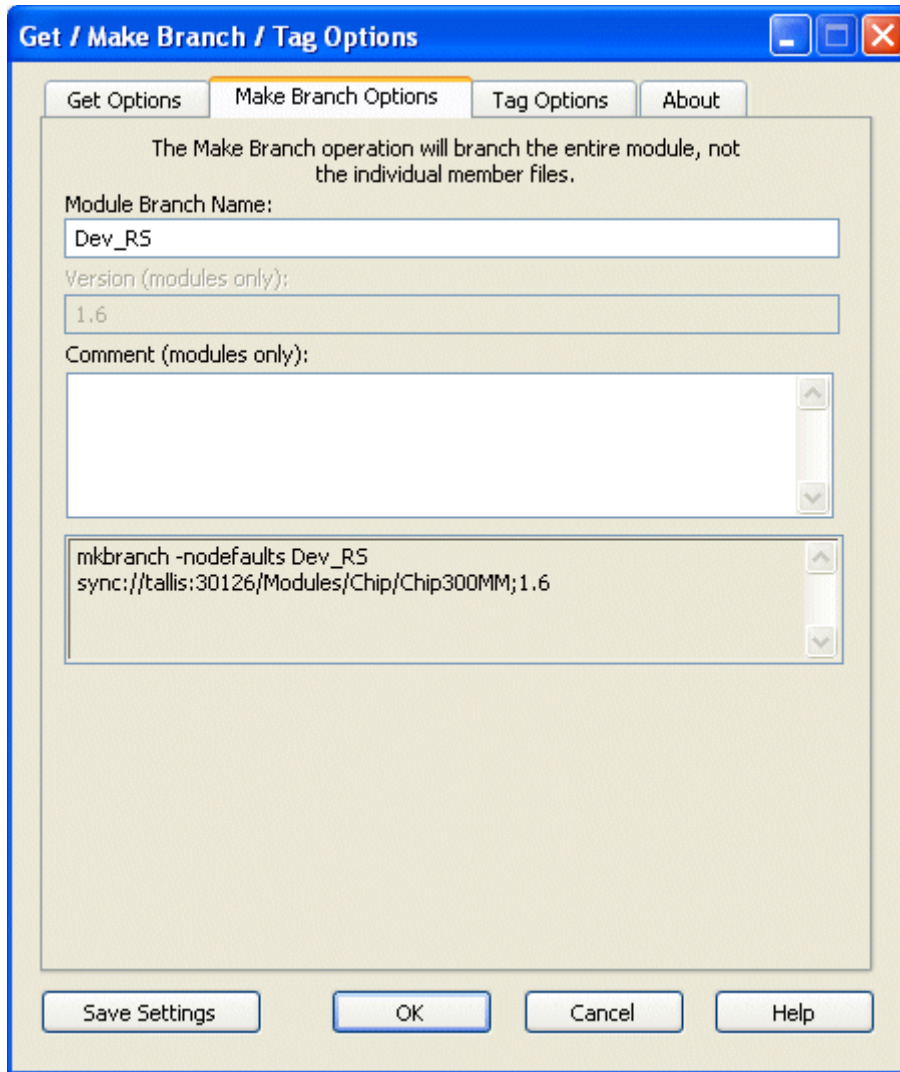 Get / Make Branch / Tag Options
Get Options
Make Branch Options
Tag Options
About
The Make Branch operation will branch the entire module, not
the individual member files.
Module Branch Name:
Dev_RS
Version (modules only):
1.6
Comment (modules only):
mkbranch -nodefaults Dev_RS
sync://tallis:30126/Modules/Chip/Chip300MM;1.6
Save Settings
OK
Cancel
Help